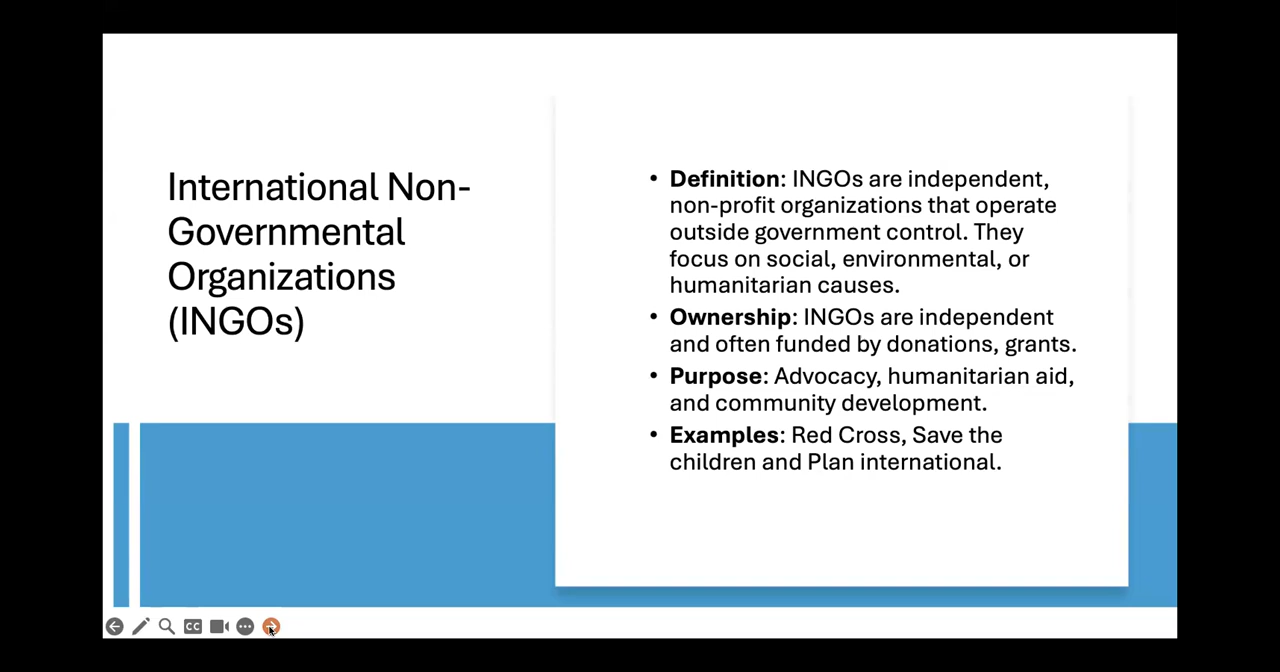 International Non-
Governmental
Organizations
(INGOs)
• Definition: INGOs are independent,
non-profit organizations that operate
outside government control. They
focus on social, environmental, or
humanitarian causes.
• Ownership: INGOs are independent
and often funded by donations, grants.
• Purpose: Advocacy, humanitarian aid,
and community development.
• Examples: Red Cross, Save the
children and Plan international.
CC